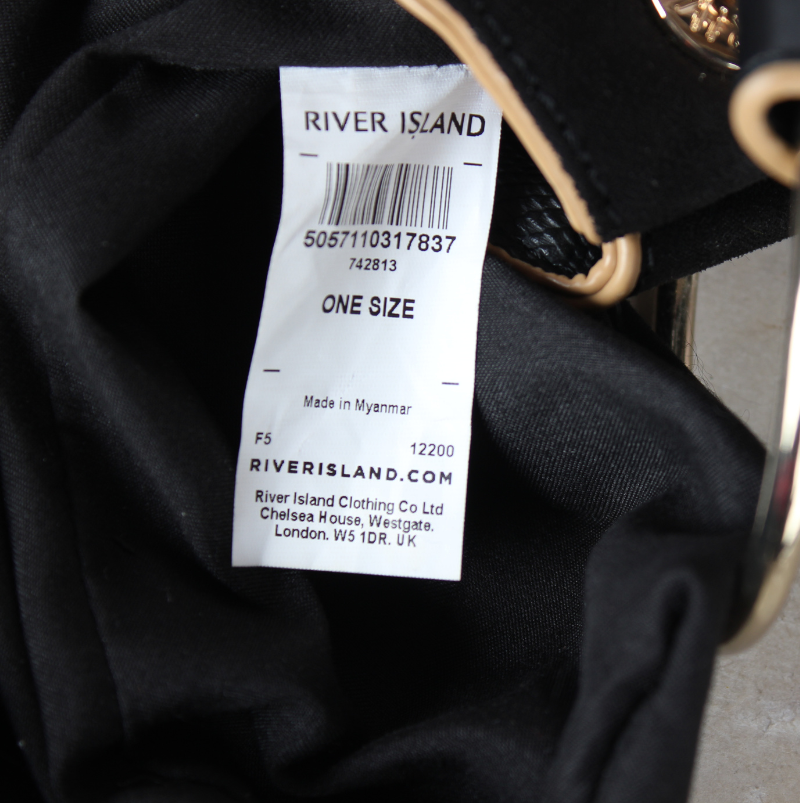 RIVER ISLAND
5057110317837
742813
ONE SIZE
Made in Myanmar
F5 12200
RIVERISLAND.COM
River Island Clothing Co Ltd
Chelsea House, Westgate.
London. W5 1DR. UK